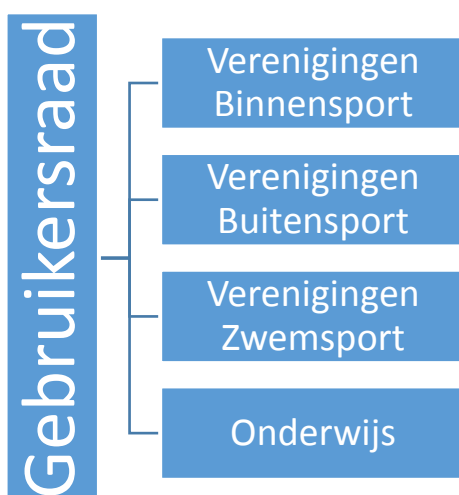 Gebruikersraad
Verenigingen
Binnensport
Verenigingen
Buitensport
Verenigingen
Zwemsport
Onderwijs